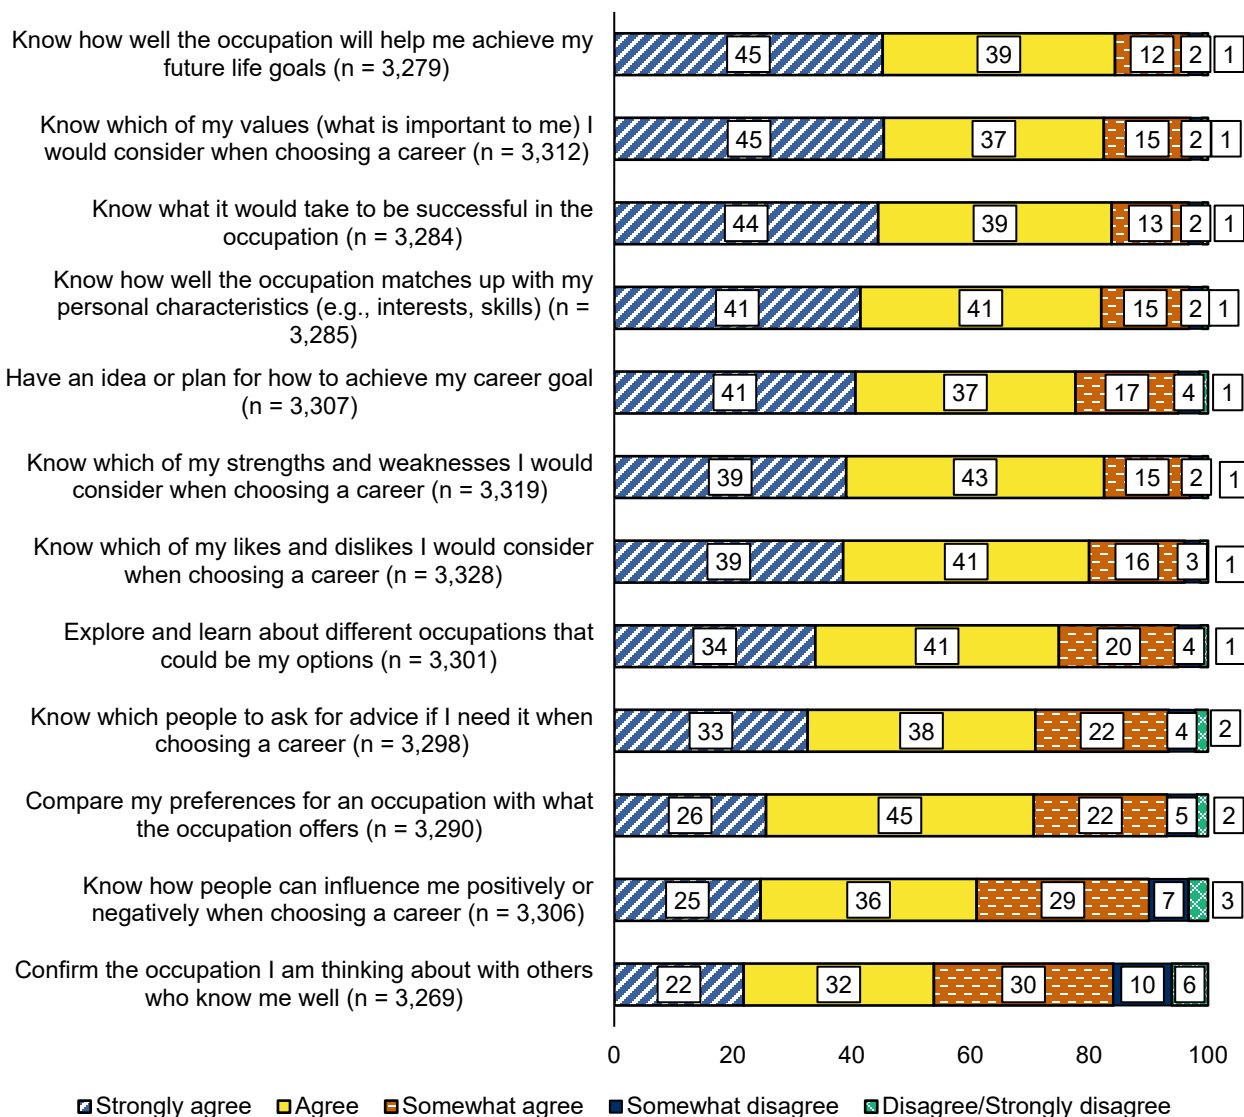 Know how well the occupation will help me achieve my
future life goals (n = 3,279)
45 39 12 2 1
Know which of my values (what is important to me) I
would consider when choosing a career (n = 3,312)
45 37 15 2 1
Know what it would take to be successful in the
occupation (n = 3,284)
44 39 13 2 1
Know how well the occupation matches up with my
personal characteristics (e.g., interests, skills) (n =
3,285)
41 41 15 2 1
Have an idea or plan for how to achieve my career goal
(n = 3,307)
41 37 17 4 1
Know which of my strengths and weaknesses I would
consider when choosing a career (n = 3,319)
39 43 15 2 1
Know which of my likes and dislikes I would consider
when choosing a career (n = 3,328)
39 41 16 3 1
Explore and learn about different occupations that
could be my options (n = 3,301)
34 41 20 4 1
Know which people to ask for advice if I need it when
choosing a career (n = 3,298)
33 38 22 4 2
Compare my preferences for an occupation with what
the occupation offers (n = 3,290)
26 45 22 5 2
Know how people can influence me positively or
negatively when choosing a career (n = 3,306)
25 36 29 7 3
Confirm the occupation I am thinking about with others
who know me well (n = 3,269)
22 32 30 10 6
0 20 40 60 80 100
Strongly agree Agree Somewhat agree Somewhat disagree Disagree/Strongly disagree